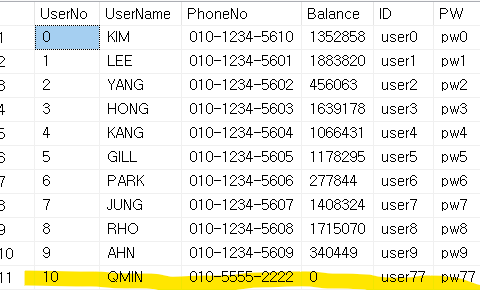 UserNo UserName PhoneNo Balance ID PW
1 0 KIM 010-1234-5610 1352858 user0 pw0
2 1 LEE 010-1234-5601 1883820 user1 pw1
3 2 YANG 010-1234-5602 456063 user2 pw2
4 3 HONG 010-1234-5603 1639178 user3 pw3
5 4 KANG 010-1234-5604 1066431 user4 pw4
6 5 GILL 010-1234-5605 1178295 user5 pw5
7 6 PARK 010-1234-5606 277844 user6 pw6
8 7 JUNG 010-1234-5607 1408324 user7 pw7
9 8 RHO 010-1234-5608 1715070 user8 pw8
10 9 AHN 010-1234-5609 340449 user9 pw9
11 10 QMIN 010-5555-2222 0 user77 pw77